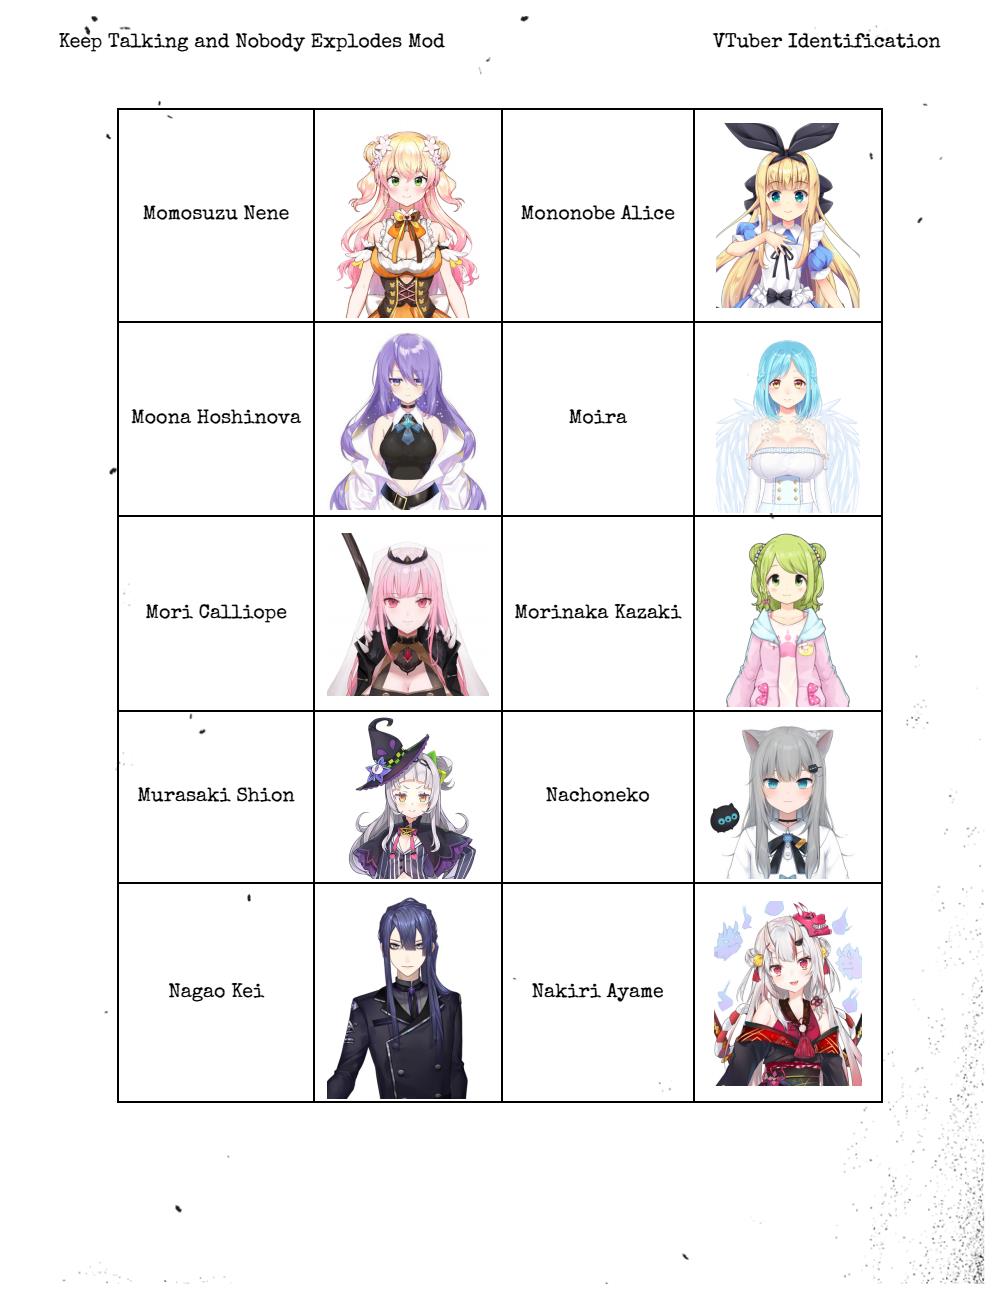 Keep Talking and Nobody Explodes Mod
VTuber Identification
Momosuzu Nene
Mononobe Alice
Moona Hoshinova
Moira
Mori Calliope
Morinaka Kazaki
Murasaki Shion
Nachoneko
Nagao Kei
Nakiri Ayame